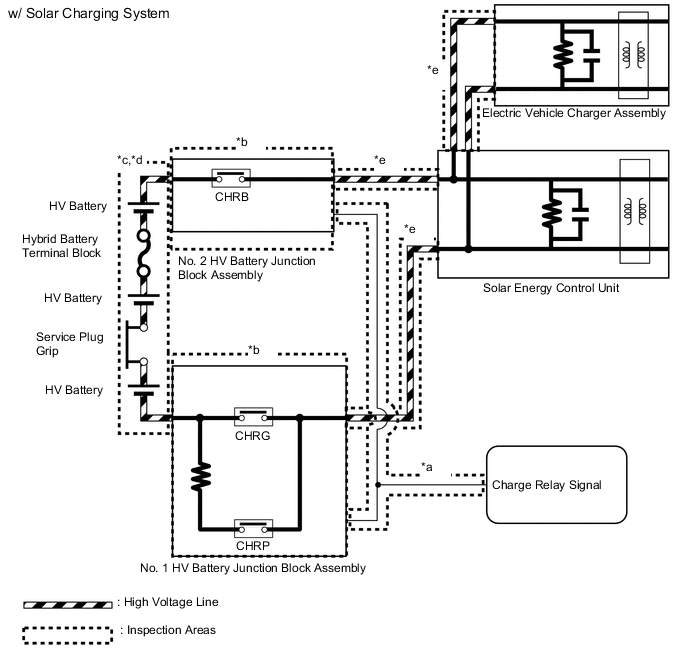 w/ Solar Charging System
*e
Electric Vehicle Charger Assembly
*b
*c,*d
*e
CHRB
HV Battery
*e
Hybrid Battery
Terminal Block
No. 2 HV Battery Junction
Block Assembly
Solar Energy Control Unit
HV Battery
Service Plug
Grip
*b
HV Battery
CHRG
*a
Charge Relay Signal
CHRP
No. 1 HV Battery Junction Block Assembly
: High Voltage Line
: Inspection Areas